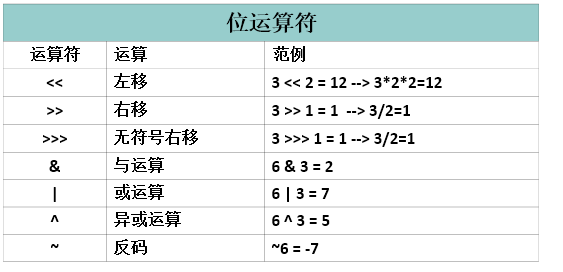 位运算符
运算符 运算 范例
<< 左移 3 << 2 = 12 --> 3*2*2=12
>> 右移 3 >> 1 = 1 --> 3/2=1
>>> 无符号右移 3 >>> 1 = 1 --> 3/2=1
& 与运算 6 & 3 = 2
| 或运算 6 | 3 = 7
^ 异或运算 6 ^ 3 = 5
~ 反码 ~6 = -7